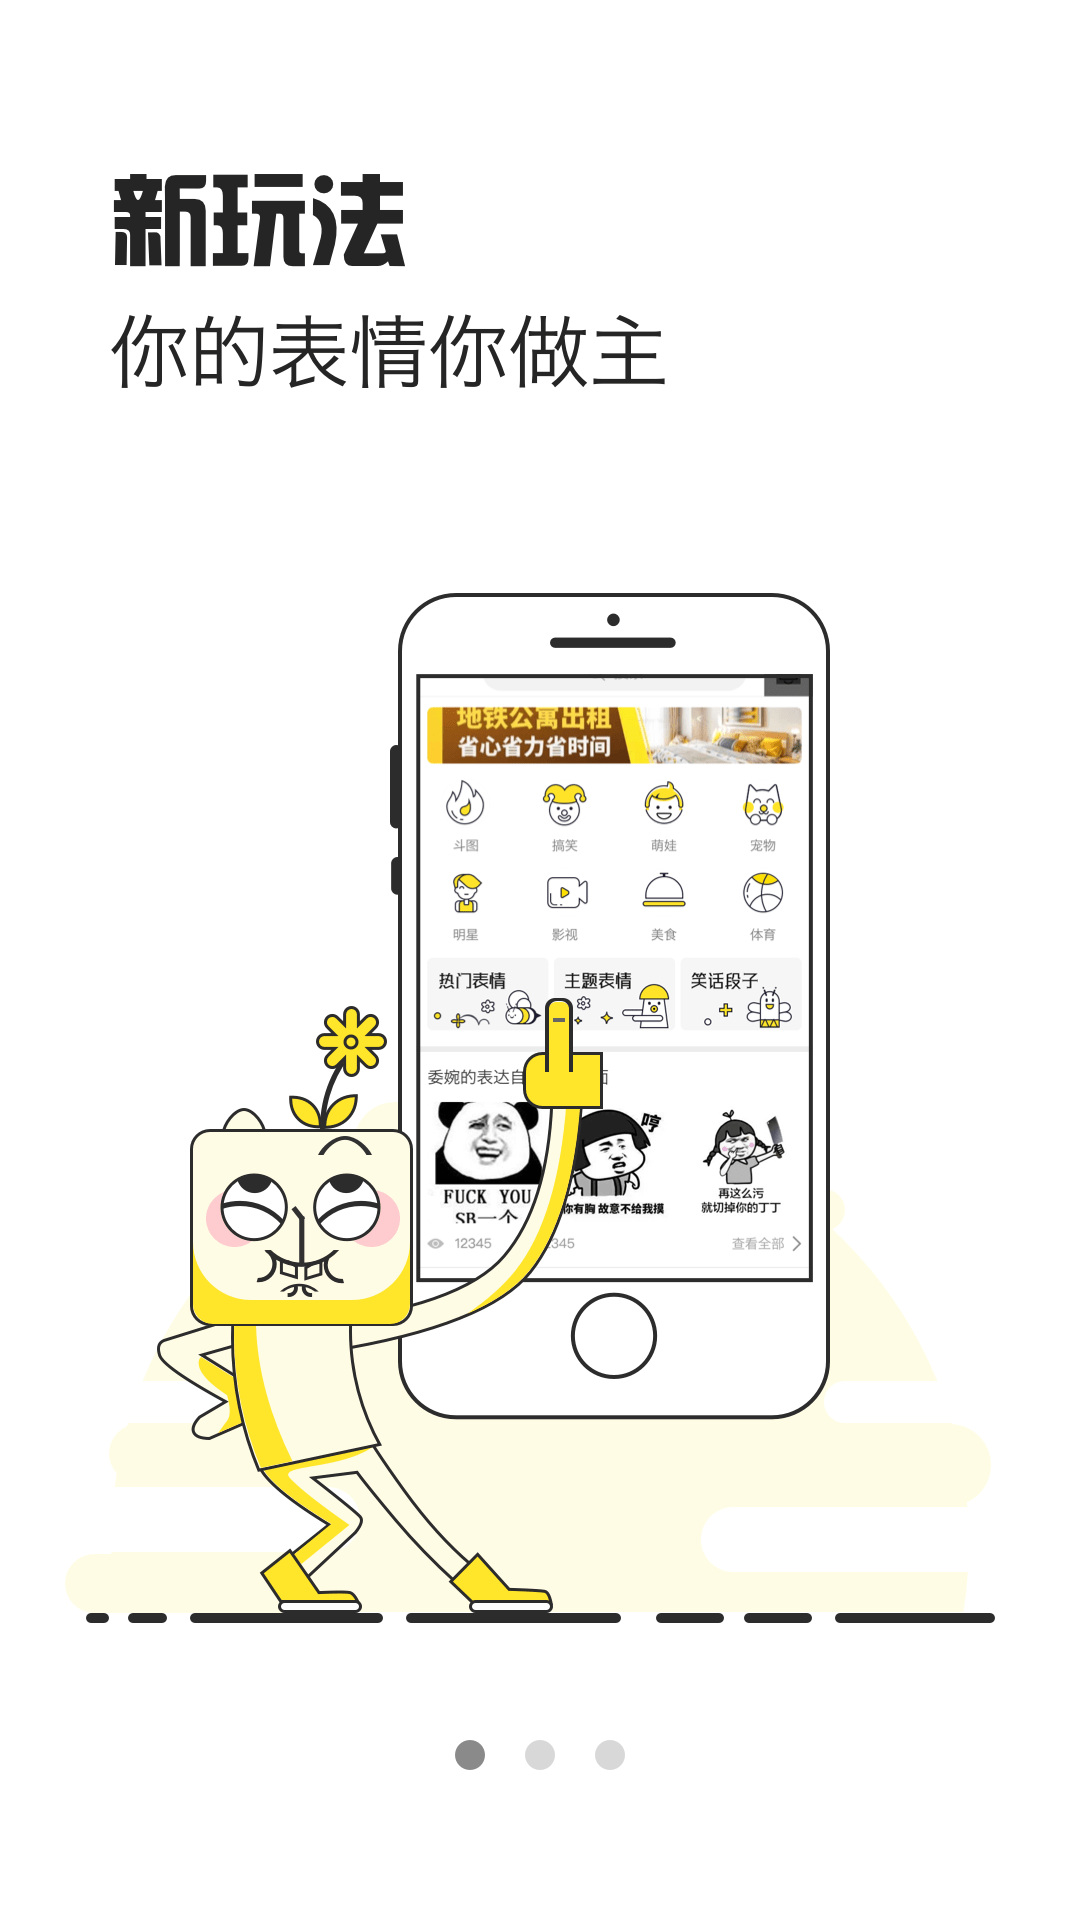 新玩法
你的表情你做主
地铁公寓出租
省心省力省时间
斗图 搞笑 萌娃 宠物
明星 影视 美食 体育
热门表情 主题表情 笑话段子
委婉的表达自
FUCK YOU
SB一个
哼
你有胸 故意不给我摸
再这么污
就切掉你的丁丁
12345 2345 查看全部